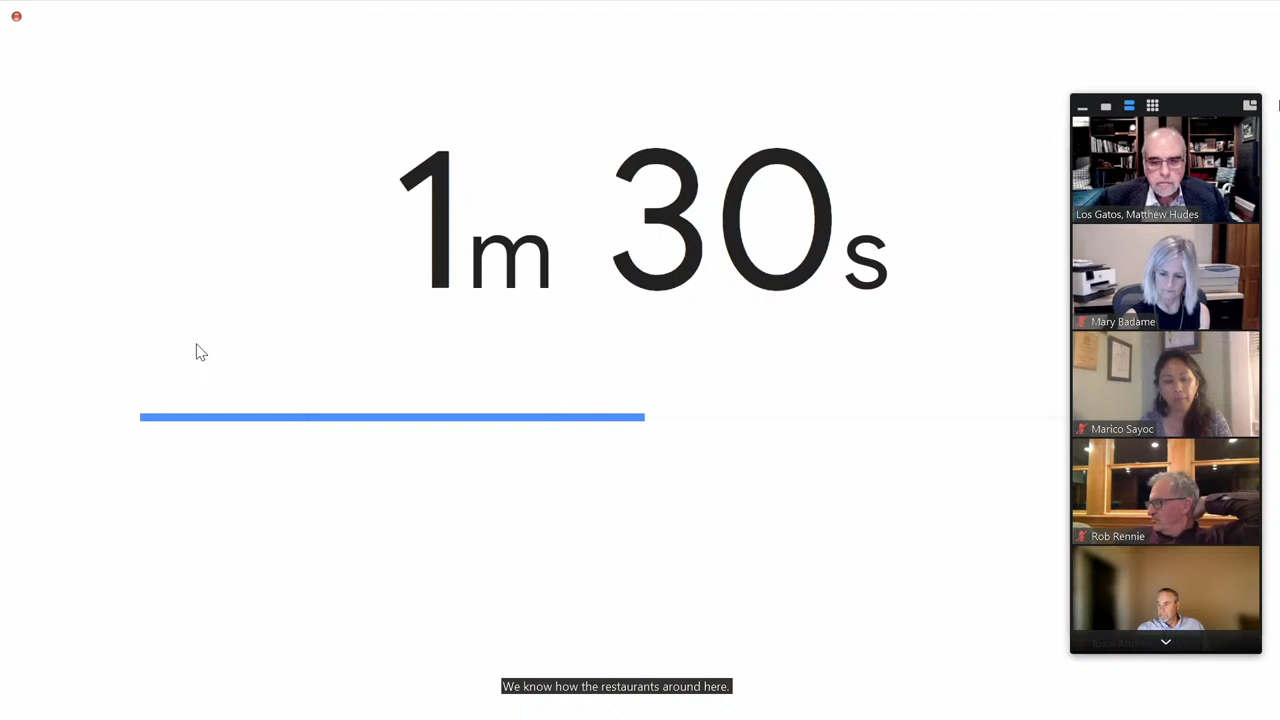 1m 30s
Los Gatos, Matthew Hudes
Mary Badame
Marico Sayoc
Rob Rennie
We know how the restaurants around here.